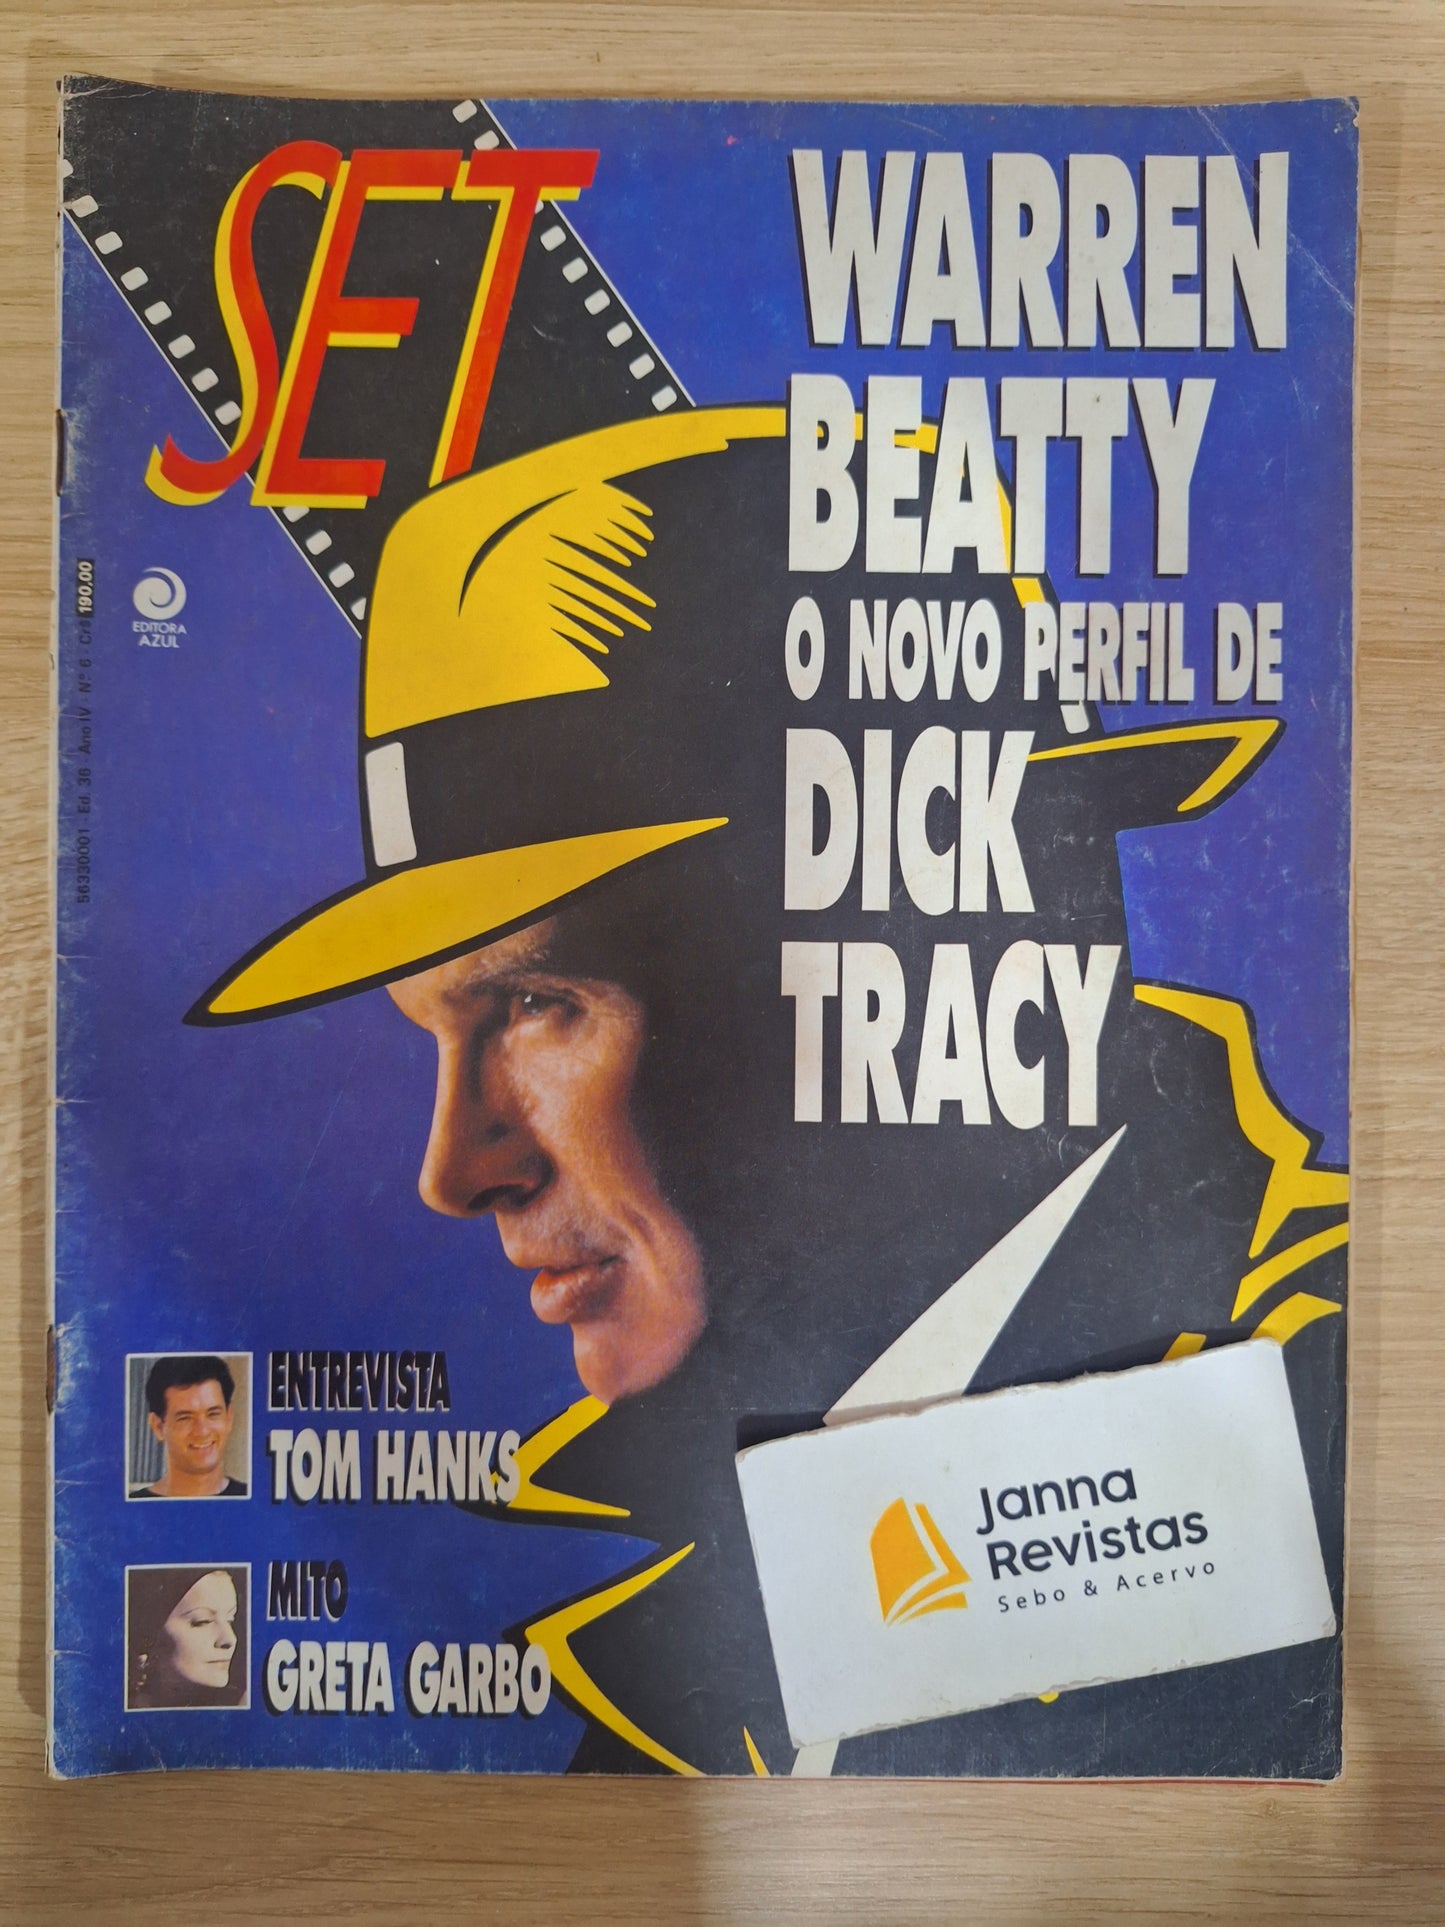 SET
WARREN
BEATTY
O NOVO PERFIL DE
DICK
TRACY
EDITORA
AZUL
56330001 Ed. 36 Ano IV Nº 6 Cr$ 190,00
ENTREVISTA
TOM HANKS
MITO
GRETA GARBO
Janna
Revistas
Sebo & Acervo